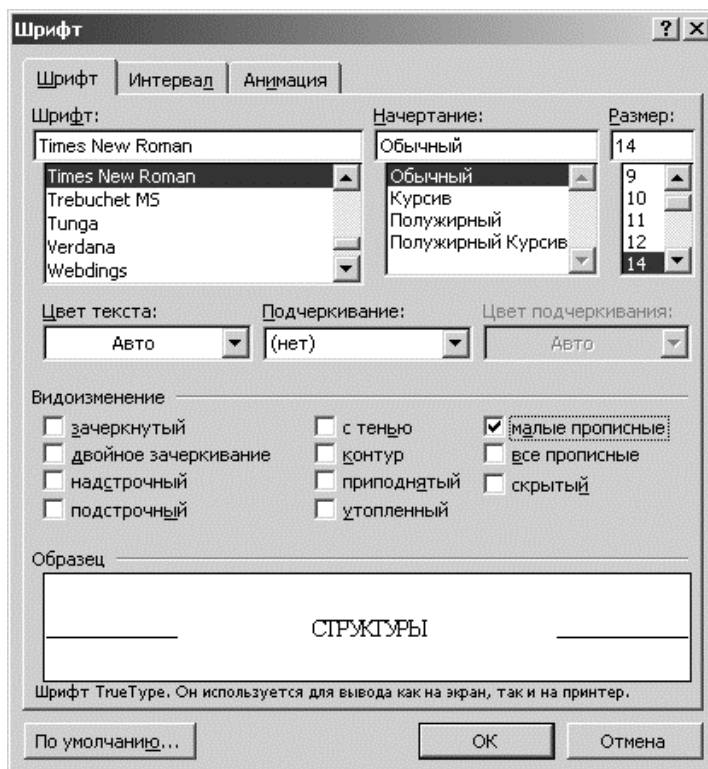 Шрифт
Шрифт Интервал Анимация
Шрифт: Начертание: Размер:
Times New Roman Обычный 14
Times New Roman Обычный 9
Trebuchet MS Курсив 10
Tunga Полужирный 11
Verdana Полужирный Курсив 12
Webdings 14
Цвет текста: Подчеркивание: Цвет подчеркивания:
Авто (нет) Авто
Видоизменение
зачеркнутый с тенью малые прописные
двойное зачеркивание контур все прописные
надстрочный приподнятый скрытый
подстрочный утопленный
Образец
СТРУКТУРЫ
Шрифт TrueType. Он используется для вывода как на экран, так и на принтер.
По умолчанию... ОК Отмена